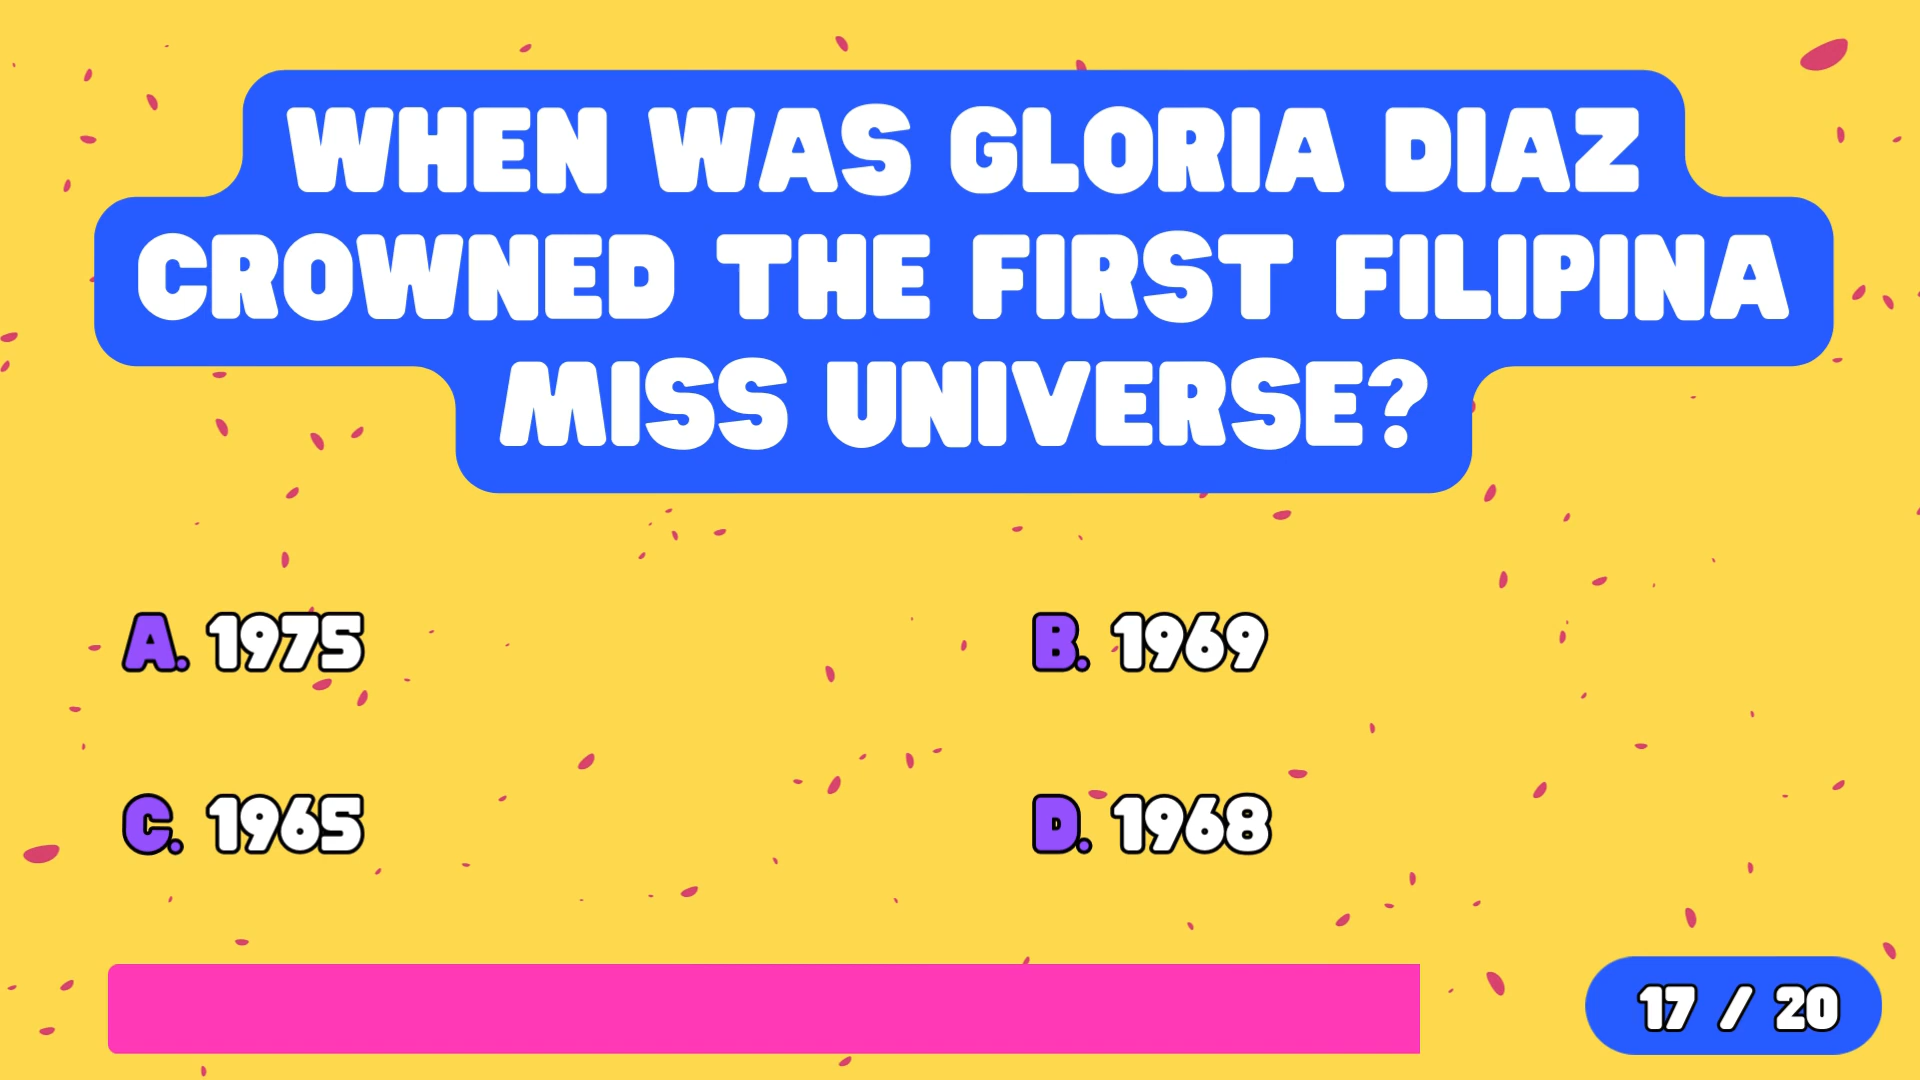 WHEN WAS GLORIA DIAZ
CROWNED THE FIRST FILIPINA
MISS UNIVERSE?
A. 1975
B. 1969
C. 1965
D. 1968
17 / 20